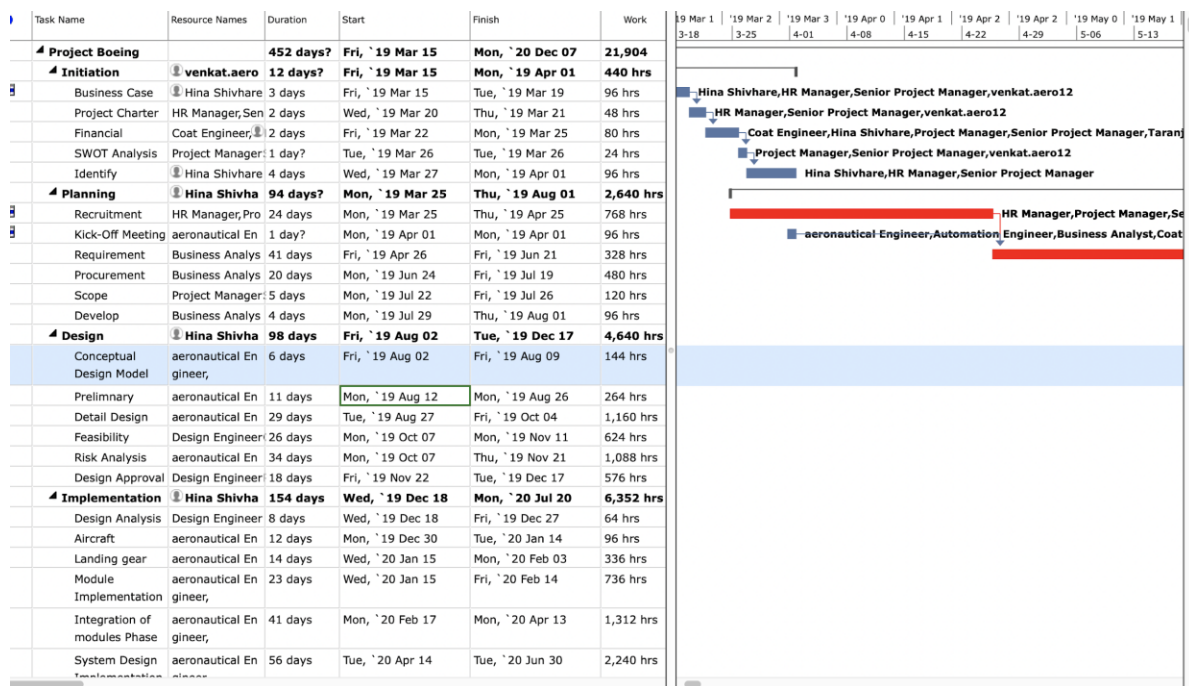 Task Name Resource Names Duration Start Finish Work
19 Mar 1 '19 Mar 2 '19 Mar 3 '19 Apr 0 '19 Apr 1 '19 Apr 2 '19 Apr 2 '19 May 0 '19 May 1
3-18 3-25 4-01 4-08 4-15 4-22 4-29 5-06 5-13
Project Boeing 452 days? Fri, `19 Mar 15 Mon, `20 Dec 07 21,904
Initiation venkat.aero 12 days? Fri, `19 Mar 15 Mon, `19 Apr 01 440 hrs
Business Case Hina Shivhare 3 days Fri, `19 Mar 15 Tue, `19 Mar 19 96 hrs Hina Shivhare,HR Manager,Senior Project Manager,venkat.aero12
Project Charter HR Manager,Sen 2 days Wed, `19 Mar 20 Thu, `19 Mar 21 48 hrs HR Manager,Senior Project Manager,venkat.aero12
Financial Coat Engineer, 2 days Fri, `19 Mar 22 Mon, `19 Mar 25 80 hrs Coat Engineer,Hina Shivhare,Project Manager,Senior Project Manager,Taranj
SWOT Analysis Project Manager 1 day? Tue, `19 Mar 26 Tue, `19 Mar 26 24 hrs Project Manager,Senior Project Manager,venkat.aero12
Identify Hina Shivhare 4 days Wed, `19 Mar 27 Mon, `19 Apr 01 96 hrs Hina Shivhare,HR Manager,Senior Project Manager
Planning Hina Shivha 94 days? Mon, `19 Mar 25 Thu, `19 Aug 01 2,640 hrs
Recruitment HR Manager,Pro 24 days Mon, `19 Mar 25 Thu, `19 Apr 25 768 hrs HR Manager,Project Manager,Se
Kick-Off Meeting aeronautical En 1 day? Mon, `19 Apr 01 Mon, `19 Apr 01 96 hrs aeronautical Engineer,Automation Engineer,Business Analyst,Coat
Requirement Business Analys 41 days Fri, `19 Apr 26 Fri, `19 Jun 21 328 hrs
Procurement Business Analys 20 days Mon, `19 Jun 24 Fri, `19 Jul 19 480 hrs
Scope Project Manager 5 days Mon, `19 Jul 22 Fri, `19 Jul 26 120 hrs
Develop Business Analys 4 days Mon, `19 Jul 29 Thu, `19 Aug 01 96 hrs
Design Hina Shivha 98 days Fri, `19 Aug 02 Tue, `19 Dec 17 4,640 hrs
Conceptual aeronautical En 6 days Fri, `19 Aug 02 Fri, `19 Aug 09 144 hrs
Design Model gineer,
Prelimnary aeronautical En 11 days Mon, `19 Aug 12 Mon, `19 Aug 26 264 hrs
Detail Design aeronautical En 29 days Tue, `19 Aug 27 Fri, `19 Oct 04 1,160 hrs
Feasibility Design Engineer 26 days Mon, `19 Oct 07 Mon, `19 Nov 11 624 hrs
Risk Analysis aeronautical En 34 days Mon, `19 Oct 07 Thu, `19 Nov 21 1,088 hrs
Design Approval Design Engineer 18 days Fri, `19 Nov 22 Tue, `19 Dec 17 576 hrs
Implementation Hina Shivha 154 days Wed, `19 Dec 18 Mon, `20 Jul 20 6,352 hrs
Design Analysis Design Engineer 8 days Wed, `19 Dec 18 Fri, `19 Dec 27 64 hrs
Aircraft aeronautical En 12 days Mon, `19 Dec 30 Tue, `20 Jan 14 96 hrs
Landing gear aeronautical En 14 days Wed, `20 Jan 15 Mon, `20 Feb 03 336 hrs
Module aeronautical En 23 days Wed, `20 Jan 15 Fri, `20 Feb 14 736 hrs
Implementation gineer,
Integration of aeronautical En 41 days Mon, `20 Feb 17 Mon, `20 Apr 13 1,312 hrs
modules Phase gineer,
System Design aeronautical En 56 days Tue, `20 Apr 14 Tue, `20 Jun 30 2,240 hrs